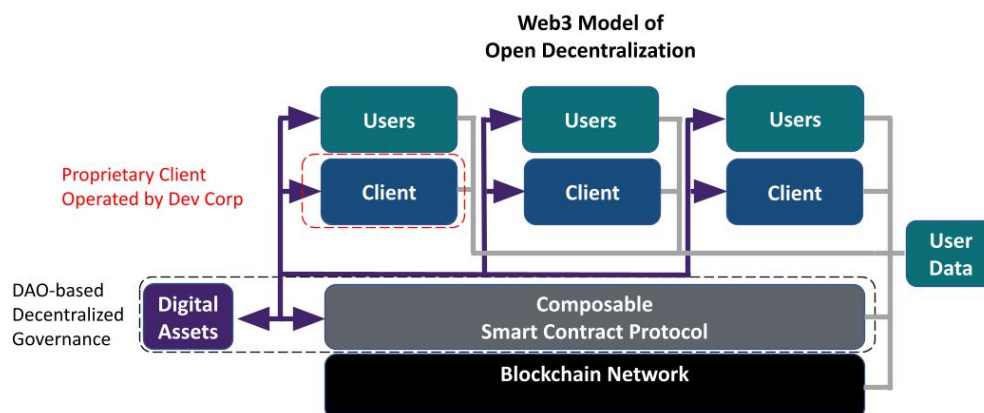 Web3 Model of
Open Decentralization
Users
Users
Users
Proprietary Client
Operated by Dev Corp
Client
Client
Client
User
Data
DAO-based
Decentralized
Governance
Digital
Assets
Composable
Smart Contract Protocol
Blockchain Network